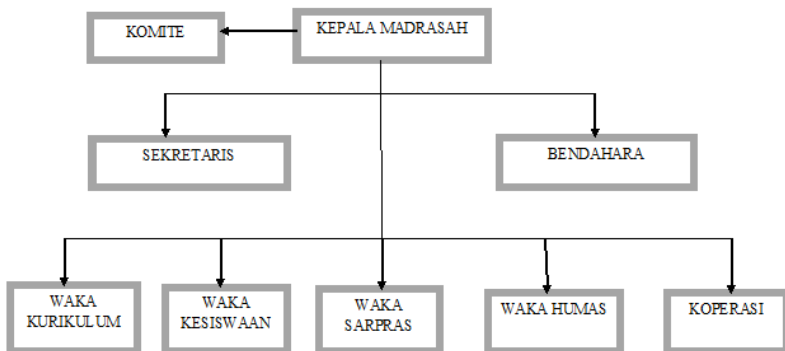 KOMITE
KEPALA MADRASAH
SEKRETARIS
BENDAHARA
WAKA
KURIKULUM
WAKA
KESISWAAN
WAKA
SARPRAS
WAKA HUMAS
KOPERASI